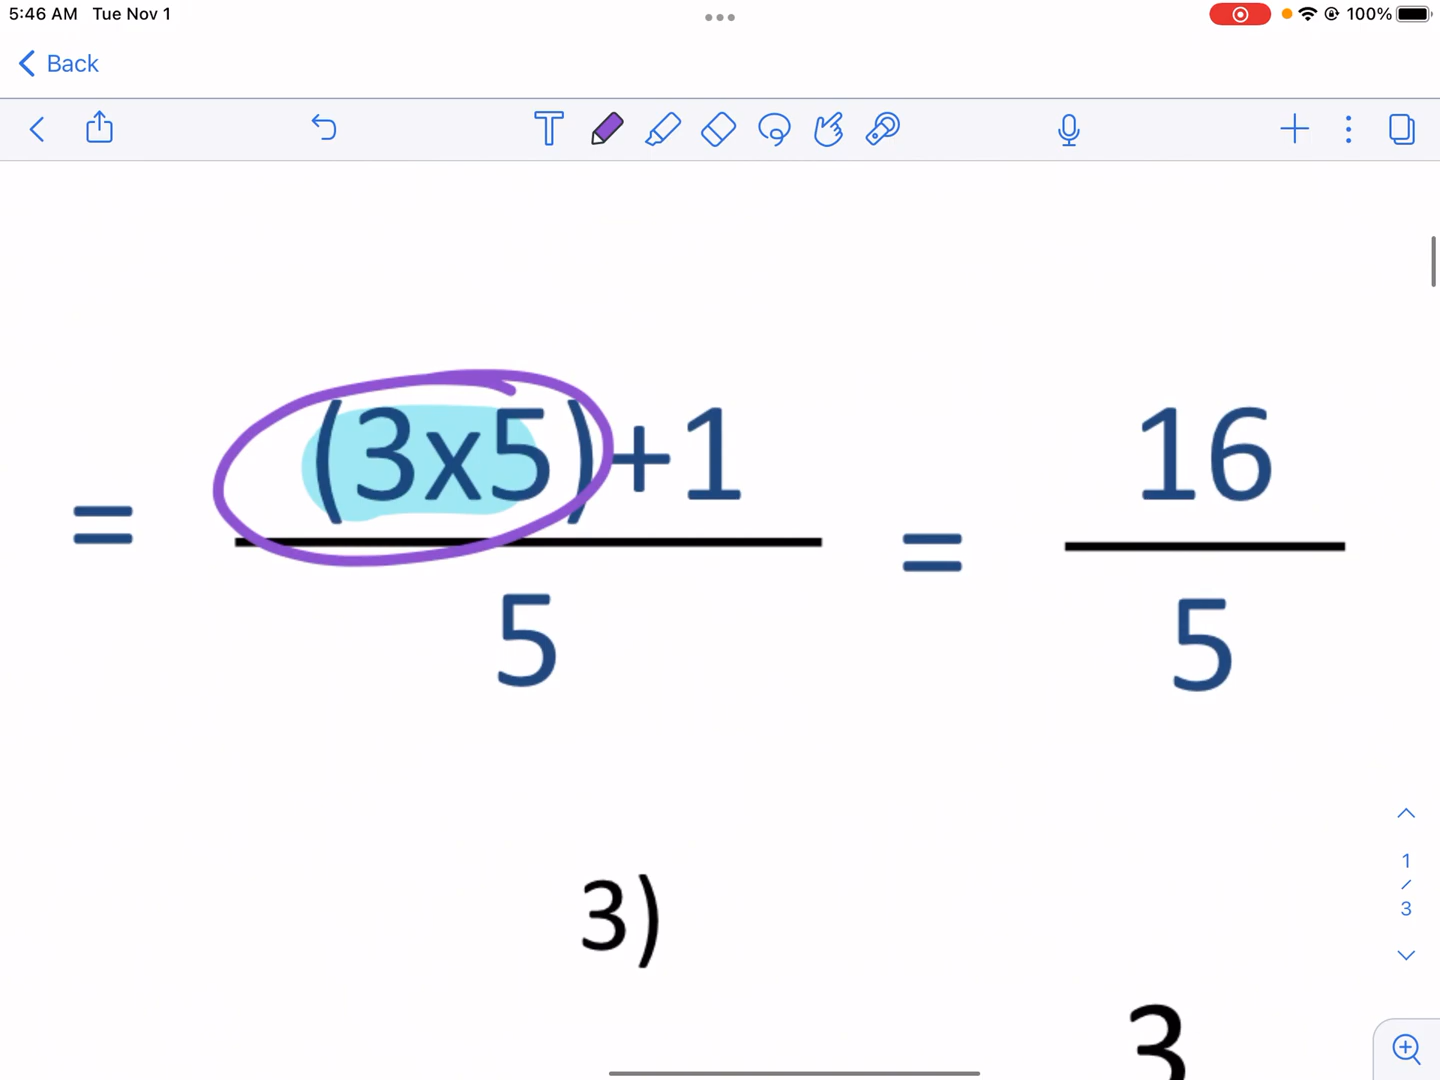 5:46 AM Tue Nov 1
100%
Back
T
= (3x5)+1 = 16
5 5
3)
3
1
/
3